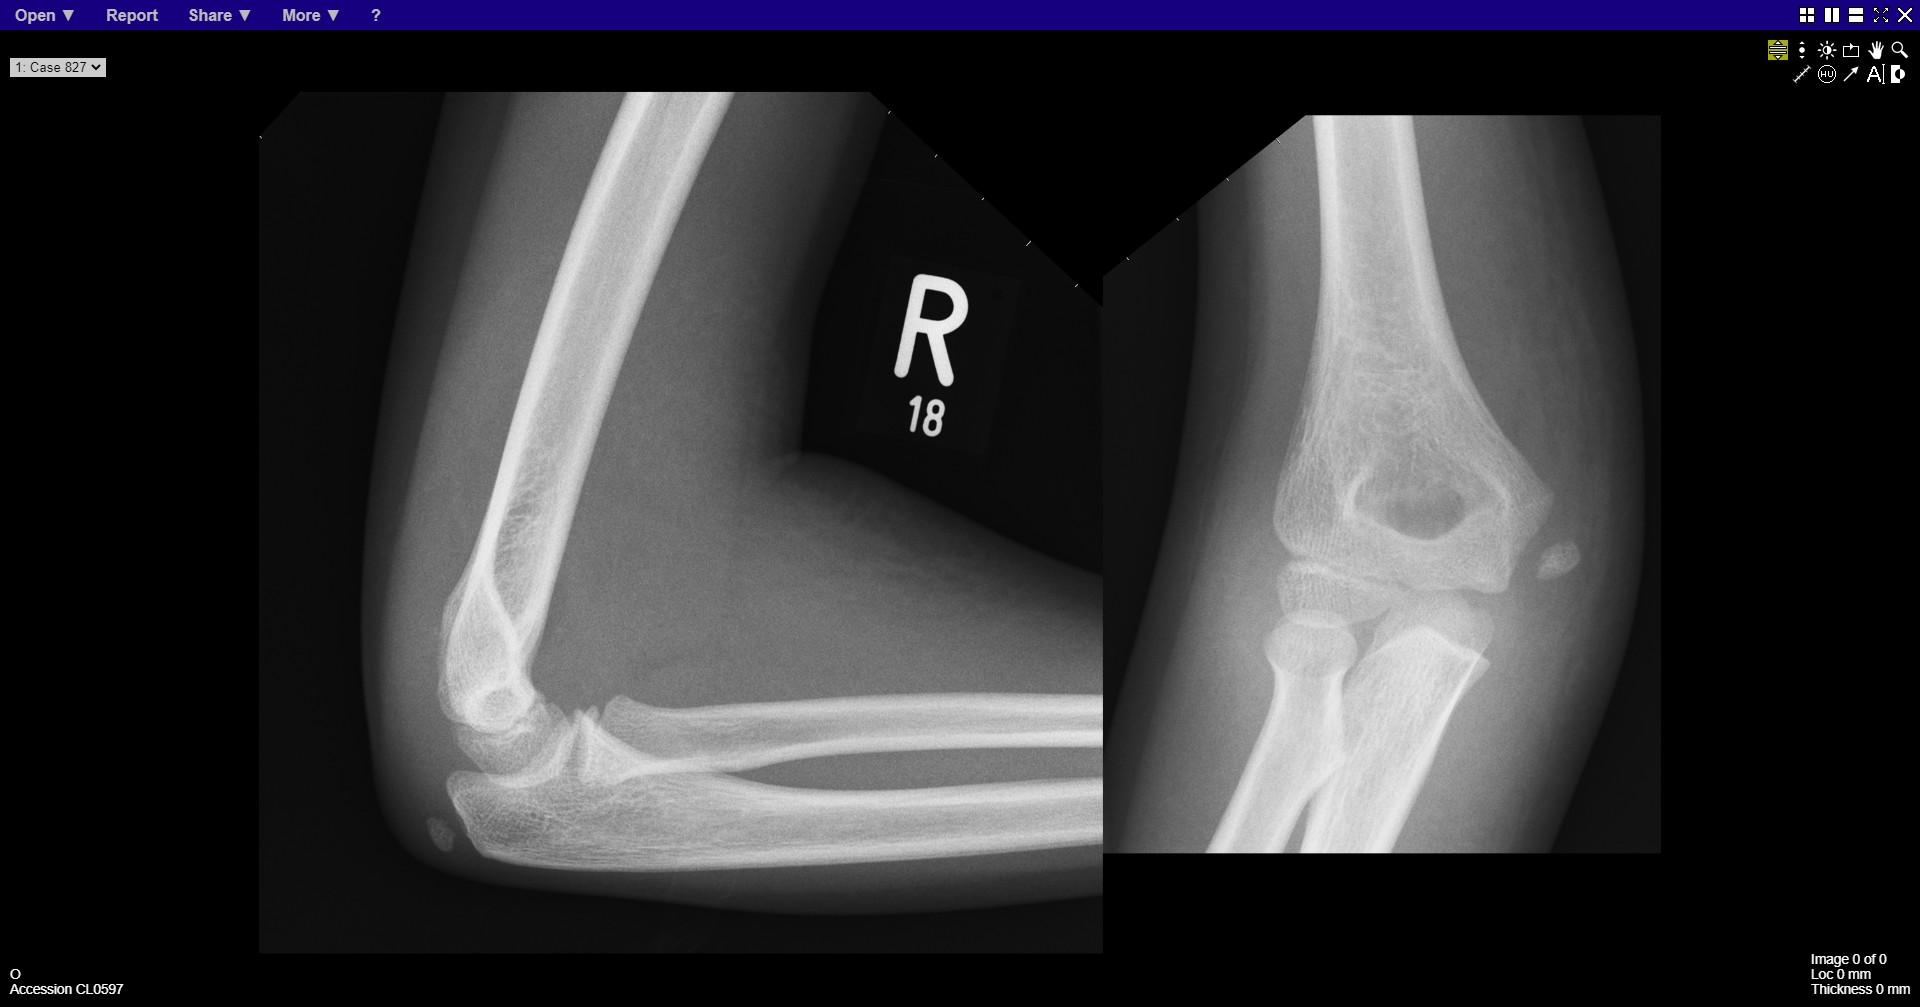 Open ▼ Report Share ▼ More ▼ ?
1: Case 827
HU
A
R
18
O
Accession CL0597
Image 0 of 0
Loc 0 mm
Thickness 0 mm